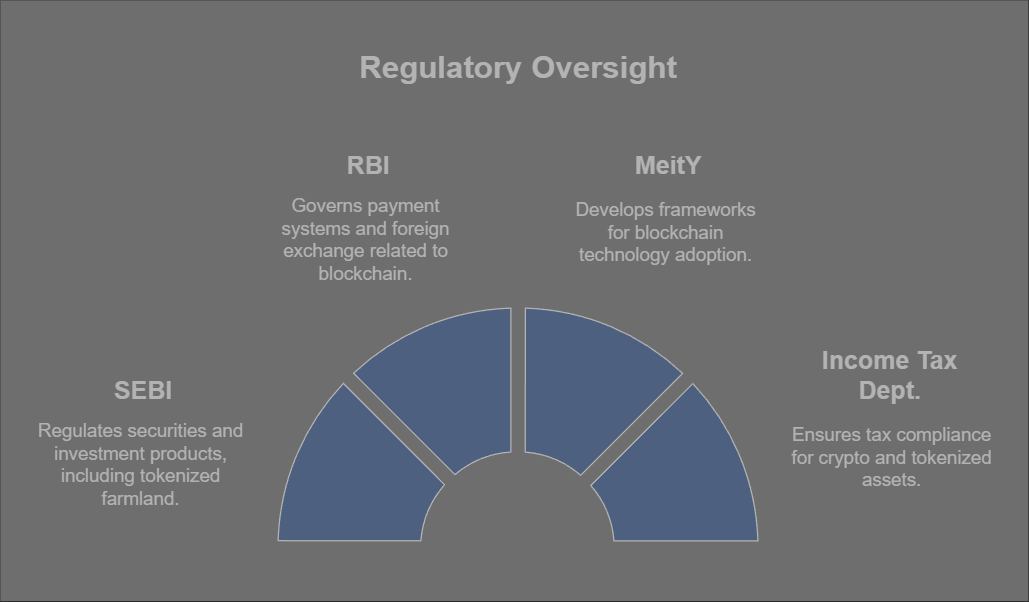 Regulatory Oversight
RBI
Governs payment
systems and foreign
exchange related to
blockchain.
MeitY
Develops frameworks
for blockchain
technology adoption.
SEBI
Regulates securities and
investment products,
including tokenized
farmland.
Income Tax
Dept.
Ensures tax compliance
for crypto and tokenized
assets.